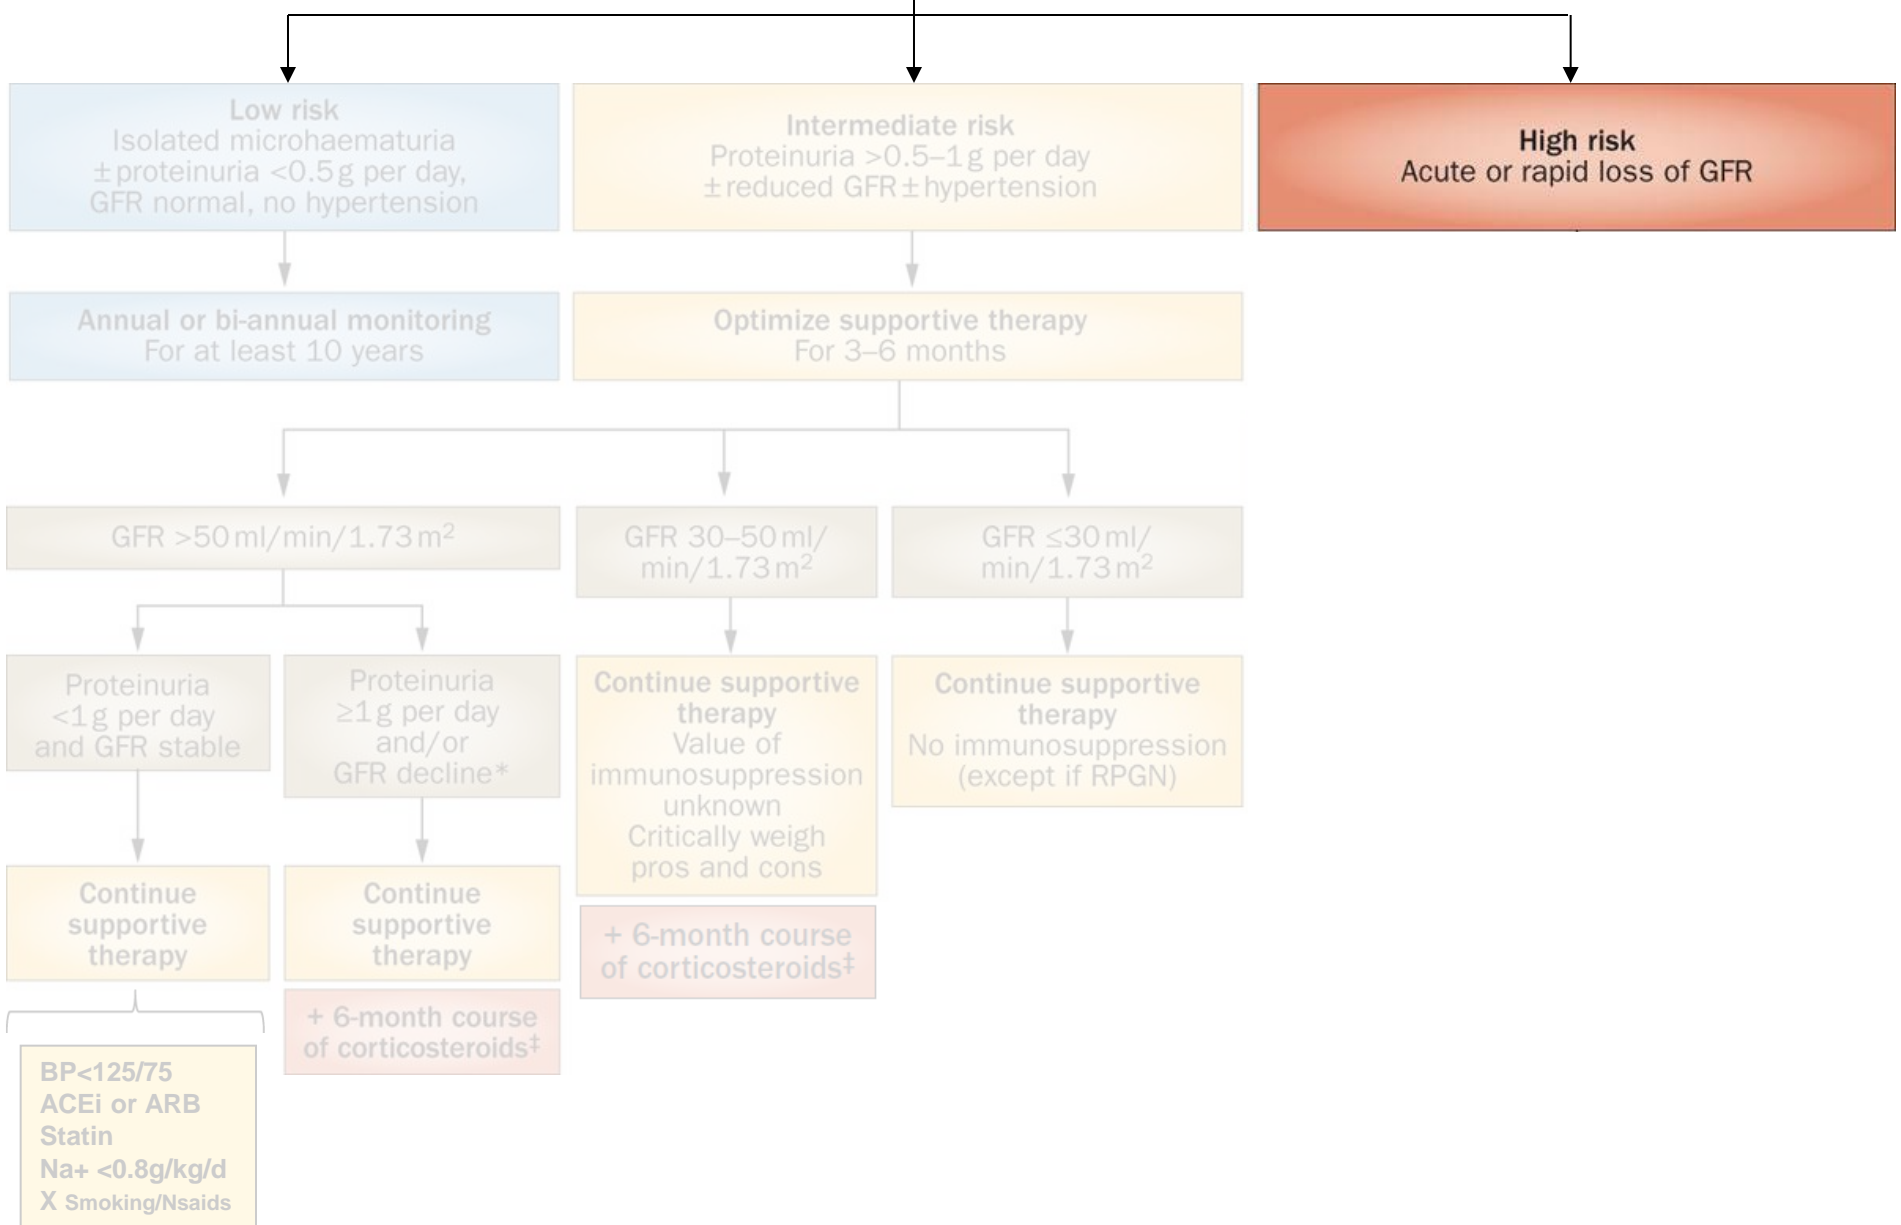 Low risk
Isolated microhaematuria
± proteinuria <0.5 g per day,
GFR normal, no hypertension
Intermediate risk
Proteinuria >0.5–1 g per day
± reduced GFR ± hypertension
High risk
Acute or rapid loss of GFR
Annual or bi-annual monitoring
For at least 10 years
Optimize supportive therapy
For 3–6 months
GFR >50 ml/min/1.73 m²
GFR 30–50 ml/
min/1.73 m²
GFR ≤30 ml/
min/1.73 m²
Proteinuria
<1 g per day
and GFR stable
Proteinuria
≥1 g per day
and/or
GFR decline*
Continue supportive
therapy
Value of
immunosuppression
unknown
Critically weigh
pros and cons
Continue supportive
therapy
No immunosuppression
(except if RPGN)
Continue
supportive
therapy
Continue
supportive
therapy
+ 6-month course
of corticosteroids‡
+ 6-month course
of corticosteroids‡
BP<125/75
ACEi or ARB
Statin
Na+ <0.8g/kg/d
X Smoking/Nsaids